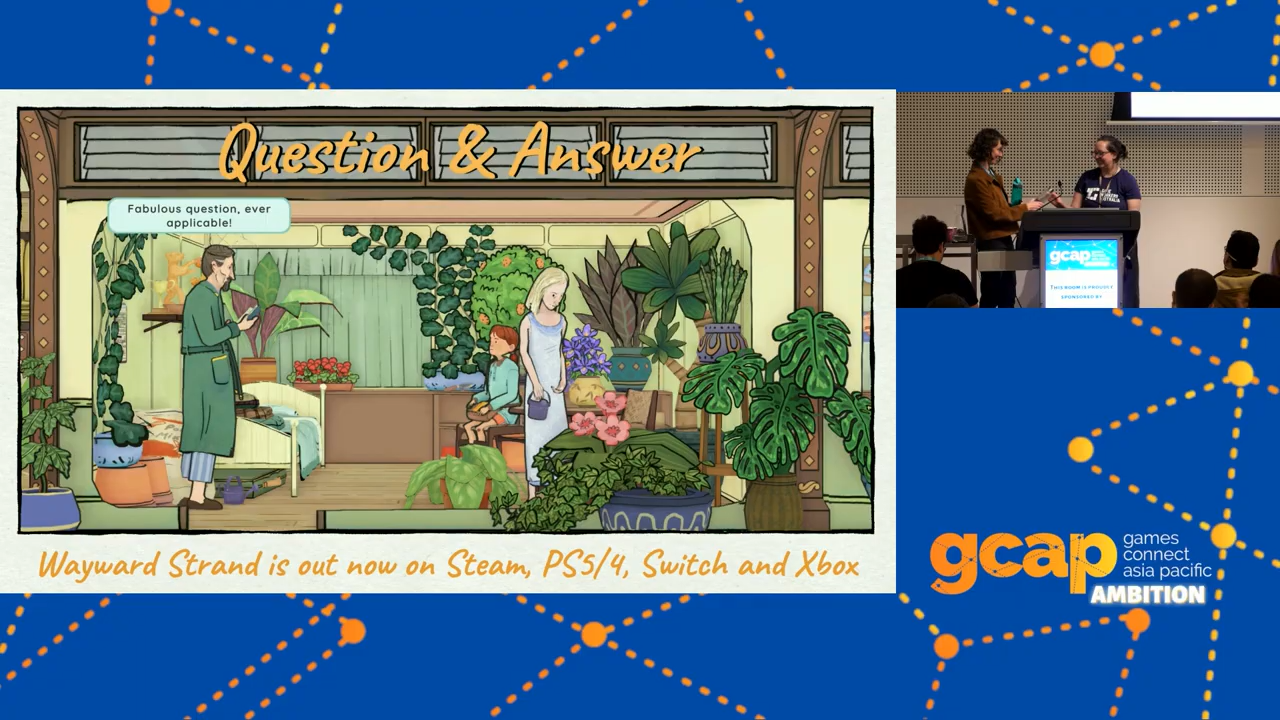 Question & Answer
Fabulous question, ever
applicable!
Wayward Strand is out now on Steam, PS5/4, Switch and Xbox
gcap
THIS ROOM IS PROUDLY
SPONSORED BY
gcap
games
connect
asia pacific
AMBITION